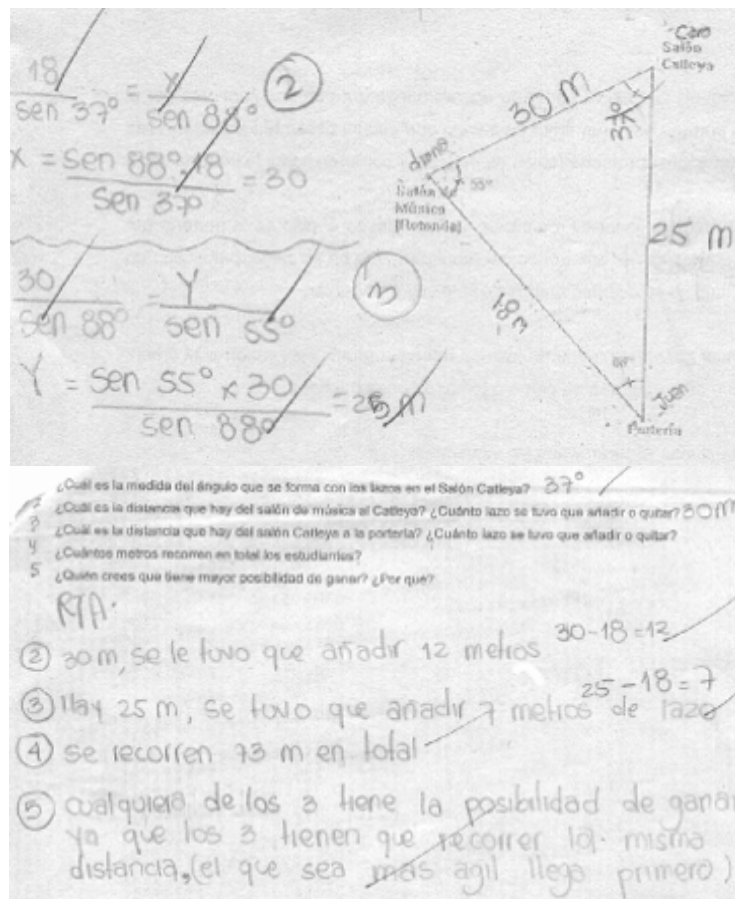 18 / sen 37° = X / sen 88°
②
X = sen 88°.18 / sen 37° = 30
30 / sen 88° = Y / sen 55°
3
Y = sen 55° x 30 / sen 88° = 25 m
Caro
Salón
Catleya
30 M
37°
diana
55°
Salón de
Música
[Rotonda]
25 m
18 m
88°
Juan
Portería
¿Cuál es la medida del ángulo que se forma con los lazos en el Salón Catleya? 37°
2 ¿Cuál es la distancia que hay del salón de música al Catleya? ¿Cuánto lazo se tuvo que añadir o quitar? 30 m
3 ¿Cuál es la distancia que hay del salón Catleya a la portería? ¿Cuánto lazo se tuvo que añadir o quitar?
4 ¿Cuántos metros recorren en total los estudiantes?
5 ¿Quién crees que tiene mayor posibilidad de ganar? ¿Por qué?
RTA:
② 30m, se le tuvo que añadir 12 metros 30-18=12
25-18=7
③ Hay 25 m, se tuvo que añadir 7 metros de lazo
④ se recorren 73 m en total
⑤ cualquiera de los 3 tiene la posibilidad de ganar
ya que los 3 tienen que recorrer la misma
distancia, (el que sea más agil llega primero)